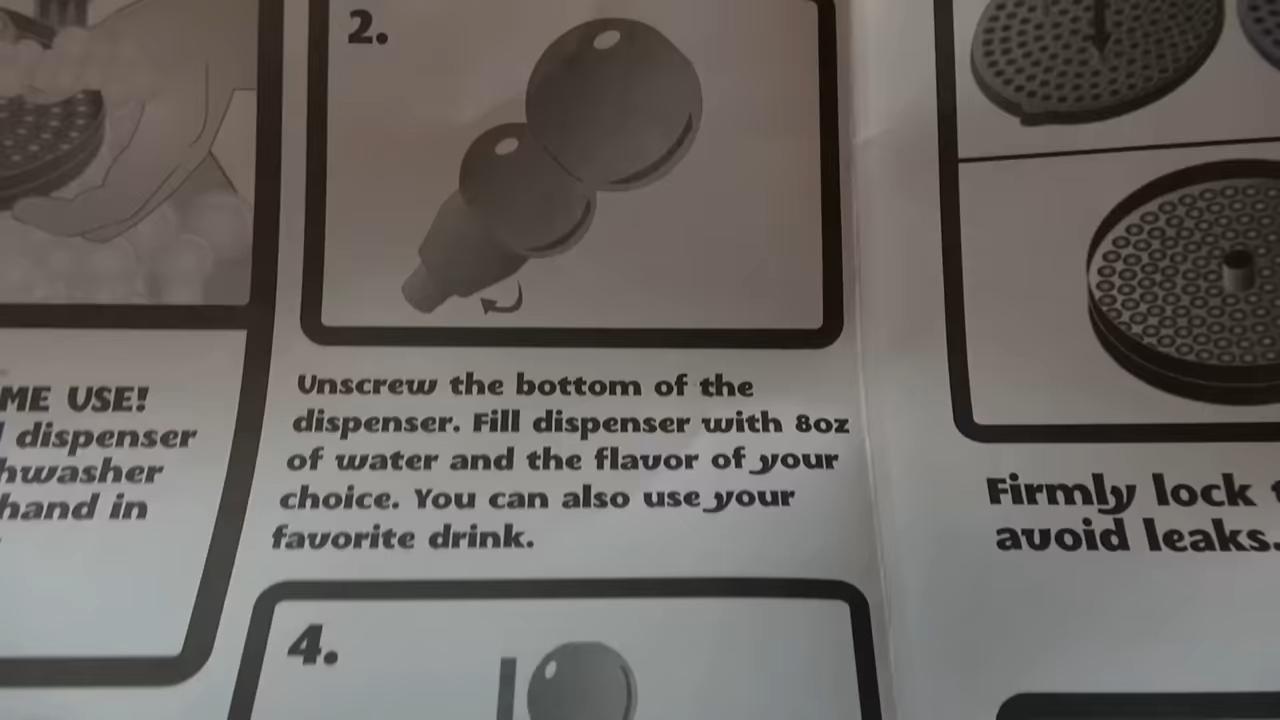 2.
ME USE!
dispenser
hwasher
hand in
Unscrew the bottom of the
dispenser. Fill dispenser with 8oz
of water and the flavor of your
choice. You can also use your
favorite drink.
Firmly lock
avoid leaks.
4.